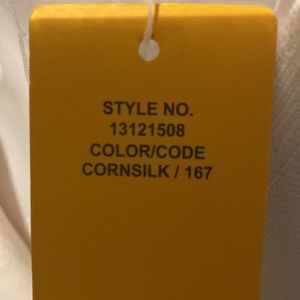 STYLE NO.
13121508
COLOR/CODE
CORNSILK / 167